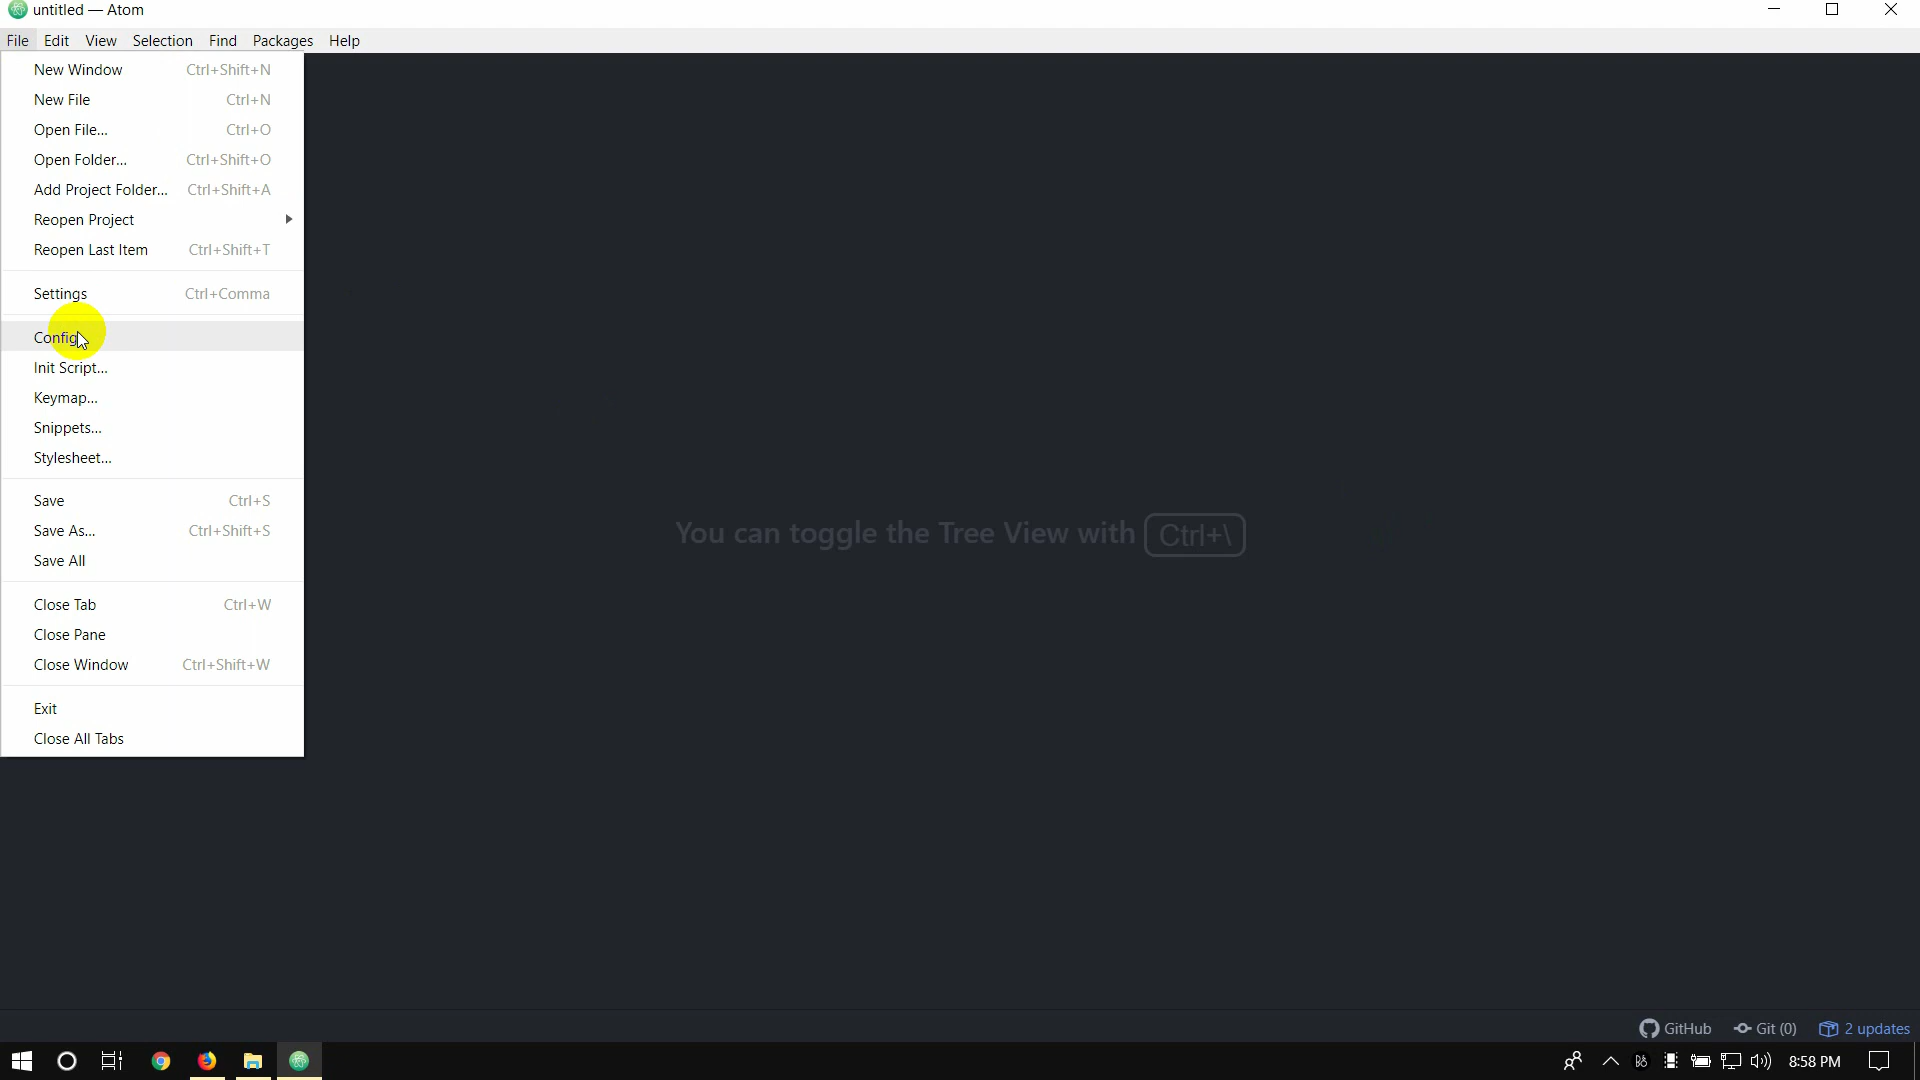 untitled — Atom
File Edit View Selection Find Packages Help
New Window Ctrl+Shift+N
New File Ctrl+N
Open File... Ctrl+O
Open Folder... Ctrl+Shift+O
Add Project Folder... Ctrl+Shift+A
Reopen Project
Reopen Last Item Ctrl+Shift+T
Settings Ctrl+Comma
Config
Init Script...
Keymap...
Snippets...
Stylesheet...
Save Ctrl+S
Save As... Ctrl+Shift+S
Save All
Close Tab Ctrl+W
Close Pane
Close Window Ctrl+Shift+W
Exit
Close All Tabs
You can toggle the Tree View with Ctrl+\
GitHub Git (0) 2 updates
8:58 PM